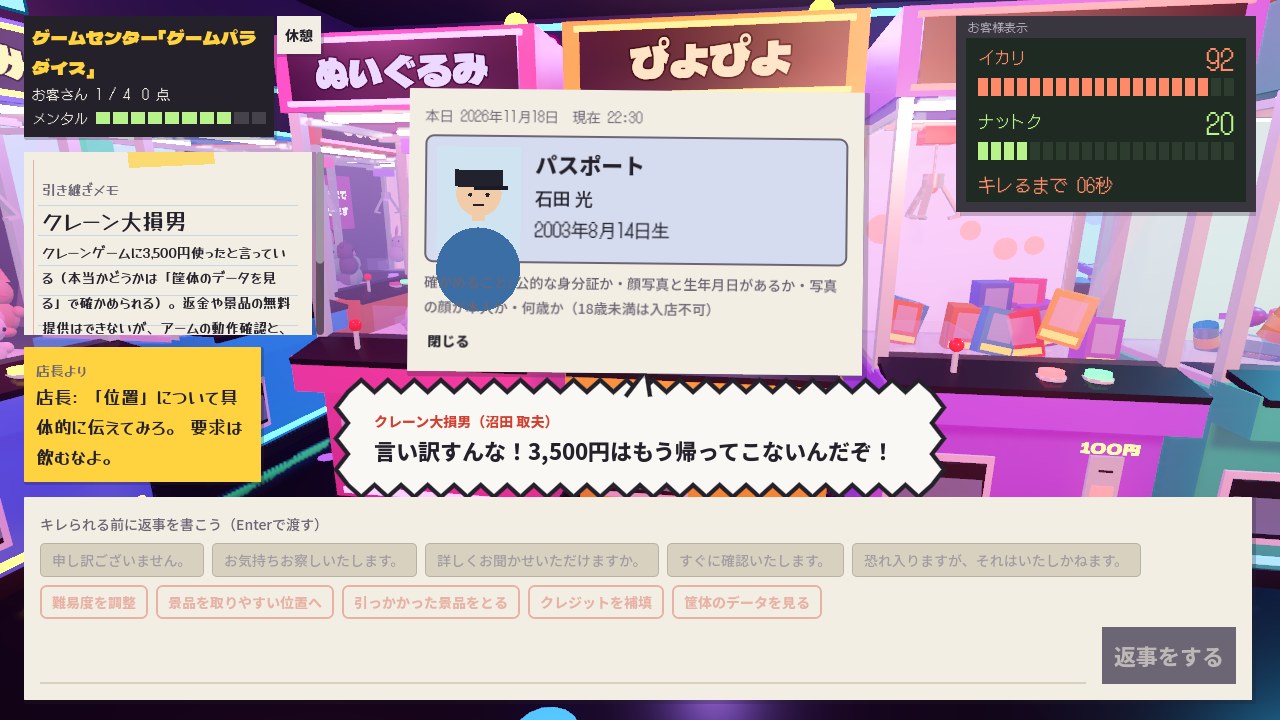 ゲームセンター「ゲームパラ
ダイス」
お客さん 1/4 0点
メンタル
休憩
ぬいぐるみ
ぴよぴよ
お客様表示
イカリ 92
ナットク 20
キレるまで 06秒
本日 2026年11月18日 現在 22:30
パスポート
石田 光
2003年8月14日生
公的な身分証か・顔写真と生年月日があるか・写真
の顔が本人か・何歳か（18歳未満は入店不可）
閉じる
引き継ぎメモ
クレーン大損男
クレーンゲームに3,500円使ったと言ってい
る（本当かどうかは「筐体のデータを見
る」で確かめられる）。返金や景品の無料
提供はできないが、アームの動作確認と、
店長より
店長: 「位置」について具
体的に伝えてみろ。 要求は
飲むなよ。
クレーン大損男（沼田 取夫）
言い訳すんな！3,500円はもう帰ってこないんだぞ！
100円
キレられる前に返事を書こう（Enterで渡す）
申し訳ございません。
お気持ちお察しいたします。
詳しくお聞かせいただけますか。
すぐに確認いたします。
恐れ入りますが、それはいたしかねます。
難易度を調整
景品を取りやすい位置へ
引っかかった景品をとる
クレジットを補填
筐体のデータを見る
返事をする